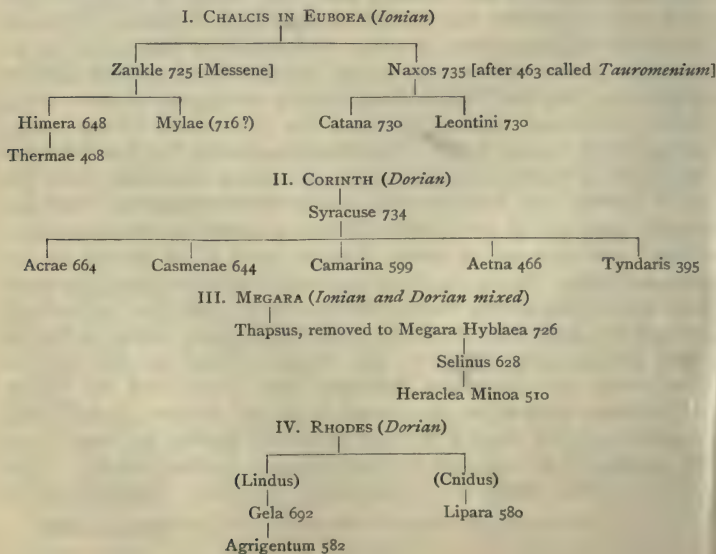 I. CHALCIS IN EUBOEA (Ionian)
Zankle 725 [Messene] Naxos 735 [after 463 called Tauromenium]
Himera 648 Mylae (716?) Catana 730 Leontini 730
Thermae 408
II. CORINTH (Dorian)
Syracuse 734
Acrae 664 Casmenae 644 Camarina 599 Aetna 466 Tyndaris 395
III. MEGARA (Ionian and Dorian mixed)
Thapsus, removed to Megara Hyblaea 726
Selinus 628
Heraclea Minoa 510
IV. RHODES (Dorian)
(Lindus) (Cnidus)
Gela 692 Lipara 580
Agrigentum 582